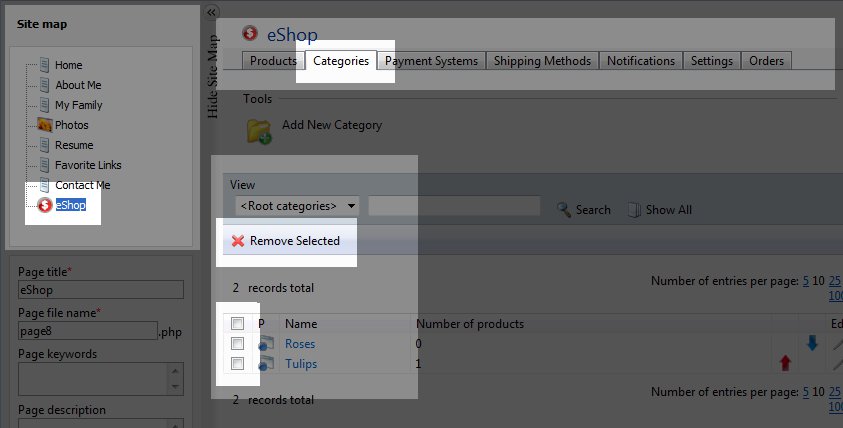 Site map
Home
About Me
My Family
Photos
Resume
Favorite Links
Contact Me
eShop
Page title*
eShop
Page file name*
page8 .php
Page keywords
Page description
Hide Site Map
eShop
Products Categories Payment Systems Shipping Methods Notifications Settings Orders
Tools
Add New Category
View
<Root categories> Search Show All
Remove Selected
2 records total Number of entries per page: 5 10 25
100
P Name Number of products Ed
Roses 0
Tulips 1
2 records total Number of entries per page: 5 10 25
100